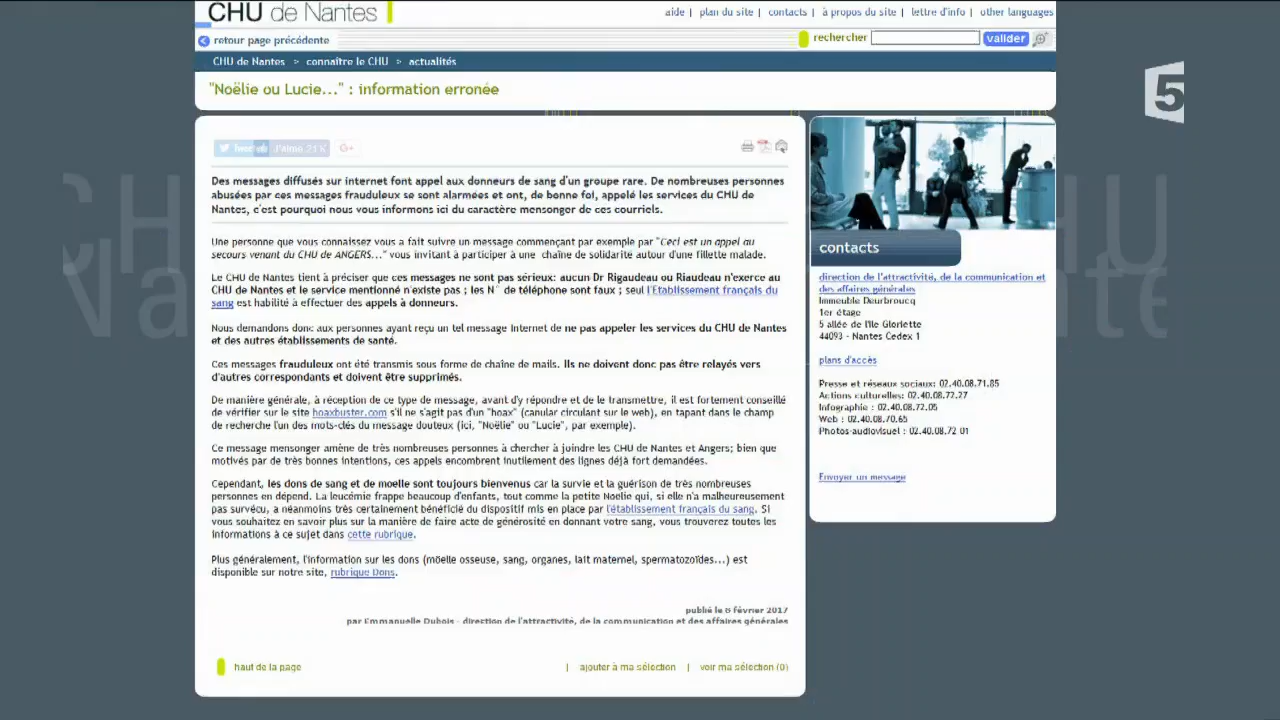 CHU de Nantes
aide | plan du site | contacts | à propos du site | lettre d'info | other languages
retour page précédente
rechercher
valider
CHU de Nantes > connaître le CHU > actualités
"Noëlie ou Lucie..." : information erronée
5
J'aime 21K
G+
Des messages diffusés sur internet font appel aux donneurs de sang d'un groupe rare. De nombreuses personnes
abusées par ces messages frauduleux se sont alarmées et ont, de bonne foi, appelé les services du CHU de
Nantes, c'est pourquoi nous vous informons ici du caractère mensonger de ces courriels.
Une personne que vous connaissez vous a fait suivre un message commençant par exemple par "Ceci est un appel au
secours venant du CHU de ANGERS..." vous invitant à participer à une chaîne de solidarité autour d'une fillette malade.
Le CHU de Nantes tient à préciser que ces messages ne sont pas sérieux: aucun Dr Rigaudeau ou Riaudeau n'exerce au
CHU de Nantes et le service mentionné n'existe pas ; les N° de téléphone sont faux ; seul l'Etablissement français du
sang est habilité à effectuer des appels à donneurs.
Nous demandons donc aux personnes ayant reçu un tel message Internet de ne pas appeler les services du CHU de Nantes
et des autres établissements de santé.
Ces messages frauduleux ont été transmis sous forme de chaîne de mails. Ils ne doivent donc pas être relayés vers
d'autres correspondants et doivent être supprimés.
De manière générale, à réception de ce type de message, avant d'y répondre et de le transmettre, il est fortement conseillé
de vérifier sur le site hoaxbuster.com s'il ne s'agit pas d'un "hoax" (canular circulant sur le web), en tapant dans le champ
de recherche l'un des mots-clés du message douteux (ici, "Noëlie" ou "Lucie", par exemple).
Ce message mensonger amène de très nombreuses personnes à chercher à joindre les CHU de Nantes et Angers; bien que
motivés par de très bonnes intentions, ces appels encombrent inutilement des lignes déjà fort demandées.
Cependant, les dons de sang et de moelle sont toujours bienvenus car la survie et la guérison de très nombreuses
personnes en dépend. La leucémie frappe beaucoup d'enfants, tout comme la petite Noelie qui, si elle n'a malheureusement
pas survécu, a néanmoins très certainement bénéficié du dispositif mis en place par l'établissement français du sang. Si
vous souhaitez en savoir plus sur la manière de faire acte de générosité en donnant votre sang, vous trouverez toutes les
informations à ce sujet dans cette rubrique.
Plus généralement, l'information sur les dons (möelle osseuse, sang, organes, lait maternel, spermatozoïdes...) est
disponible sur notre site, rubrique Dons.
publié le 6 février 2017
par Emmanuelle Dubois - direction de l'attractivité, de la communication et des affaires générales
haut de la page
| ajouter à ma sélection | voir ma sélection (0)
contacts
direction de l'attractivité, de la communication et
des affaires générales
Immeuble Deurbroucq
1er étage
5 allée de l'île Gloriette
44093 - Nantes Cedex 1
plans d'accès
Presse et réseaux sociaux: 02.40.08.71.85
Actions culturelles: 02.40.08.72.27
Infographie : 02.40.08.72.05
Web : 02.40.08.70.65
Photos-audiovisuel : 02.40.08.72 01
Envoyer un message